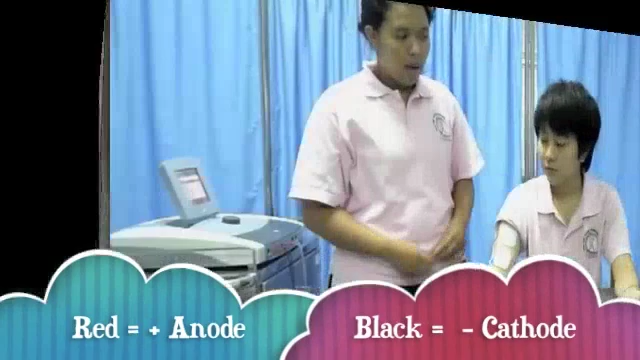 Red = + Anode
Black = - Cathode